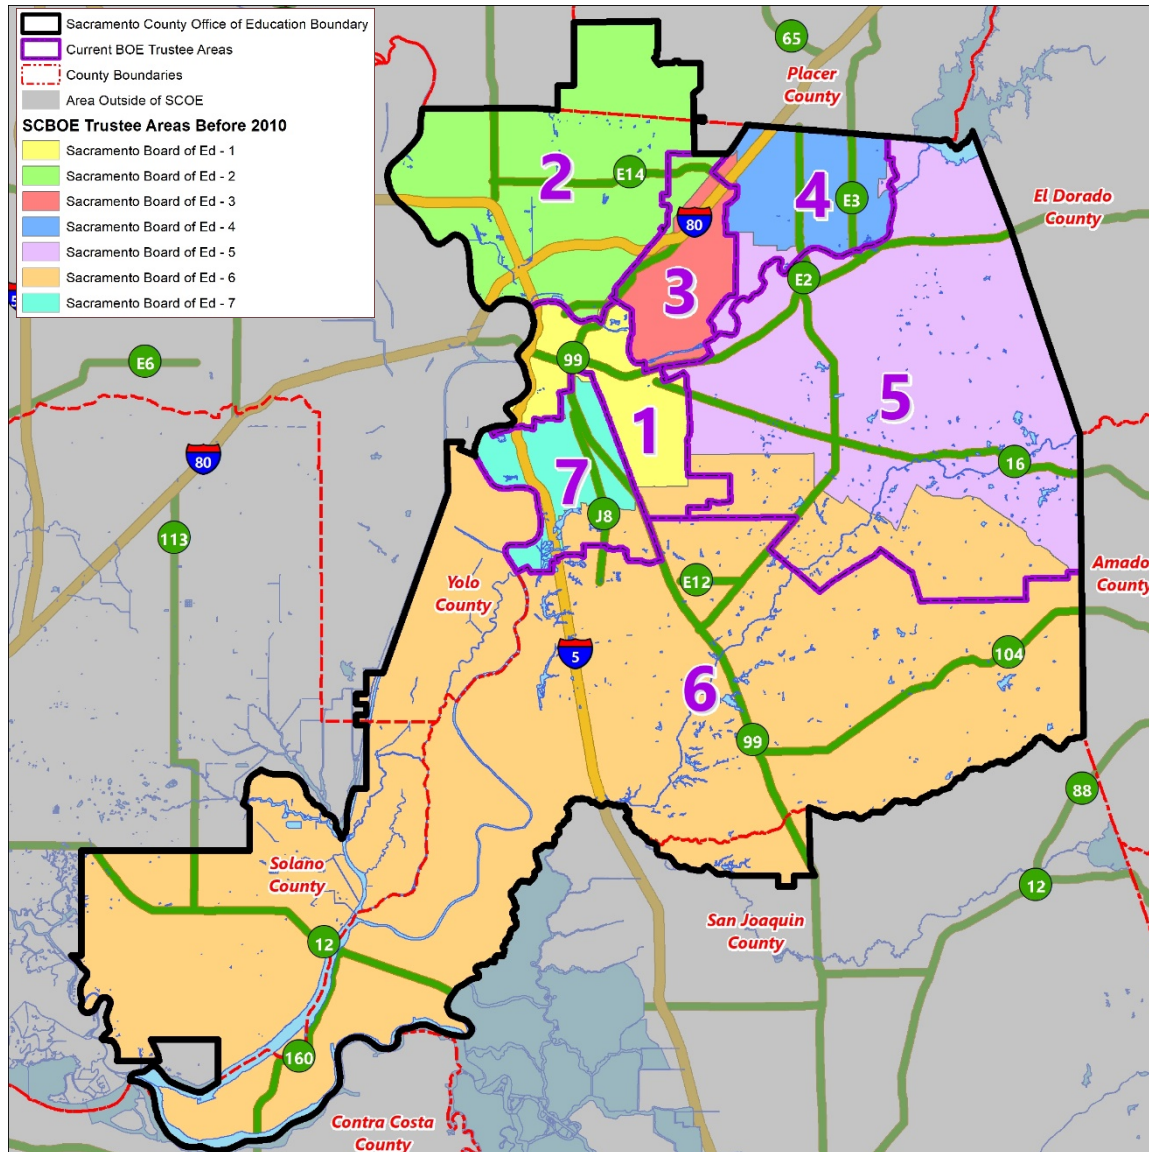 Sacramento County Office of Education Boundary
Current BOE Trustee Areas
County Boundaries
Area Outside of SCOE
SCBOE Trustee Areas Before 2010
Sacramento Board of Ed - 1
Sacramento Board of Ed - 2
Sacramento Board of Ed - 3
Sacramento Board of Ed - 4
Sacramento Board of Ed - 5
Sacramento Board of Ed - 6
Sacramento Board of Ed - 7
65
Placer
County
2
E14
4
E3
80
El Dorado
County
3
E2
5
E6
99
5
1
80
7
16
J8
113
Yolo
County
E12
Amado
County
5
104
6
99
88
Solano
County
12
San Joaquin
County
12
160
Contra Costa
County